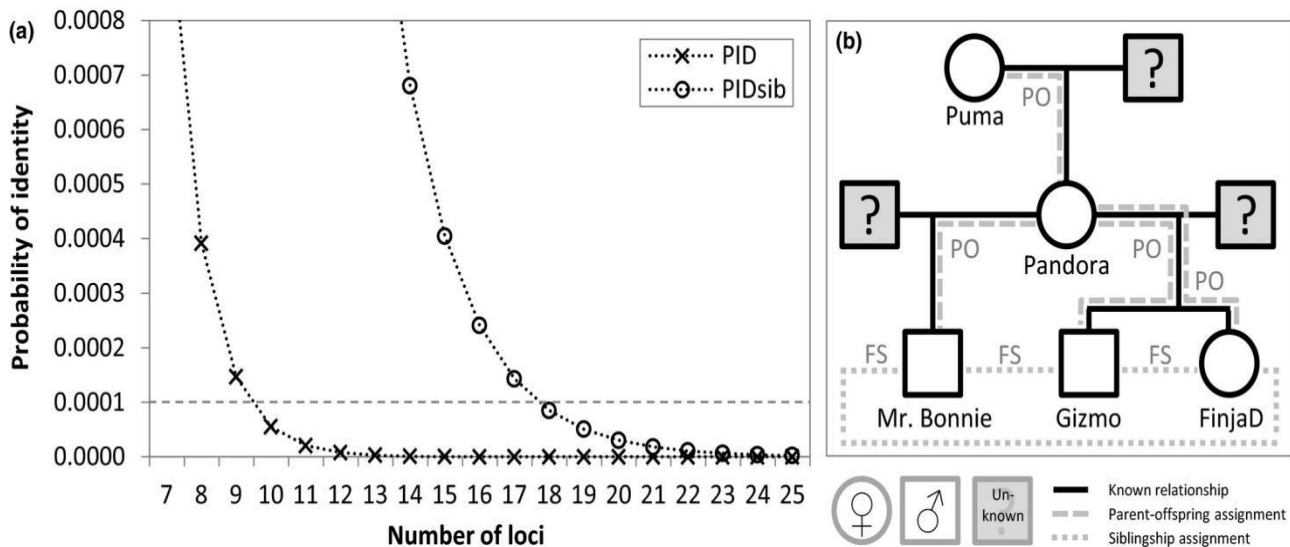 (a)
Probability of identity
0.0008
0.0007
0.0006
0.0005
0.0004
0.0003
0.0002
0.0001
0.0000
7 8 9 10 11 12 13 14 15 16 17 18 19 20 21 22 23 24 25
Number of loci
PID
PIDsib
(b)
?
PO
Puma
? ?
PO PO
Pandora
PO
FS FS FS
Mr. Bonnie Gizmo FinjaD
♀ ♂ ?
Un-
known
Known relationship
Parent-offspring assignment
Siblingship assignment